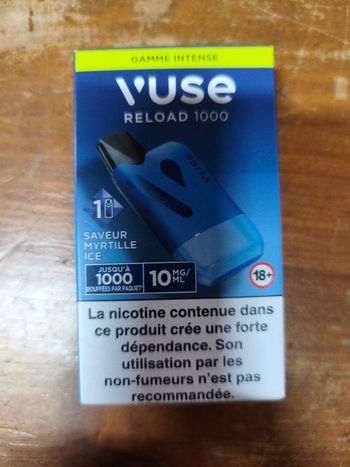 GAMME INTENSE
VUSE
RELOAD 1000
VUSE
1
SAVEUR
MYRTILLE
ICE
JUSQU'À
1000
BOUFFÉES PAR PAQUET*
10 MG/ML
18+
La nicotine contenue dans
ce produit crée une forte
dépendance. Son
utilisation par les
non-fumeurs n'est pas
recommandée.